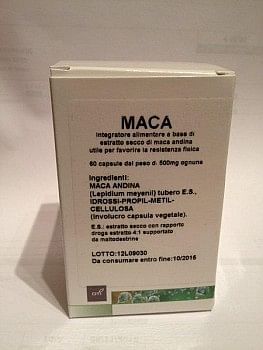 MACA
Integratore alimentare a base di
estratto secco di maca andina
utile per favorire la resistenza fisica
60 capsule dal peso di 500mg ognuna
Ingredienti:
MACA ANDINA
(Lepidium meyenii) tubero E.S.,
IDROSSI-PROPIL-METIL-
CELLULOSA
(involucro capsula vegetale).
E.S.: estratto secco con rapporto
droga estratto 4:1 supportato
da maltodestrine
LOTTO:12L09030
Da consumare entro fine:10/2015